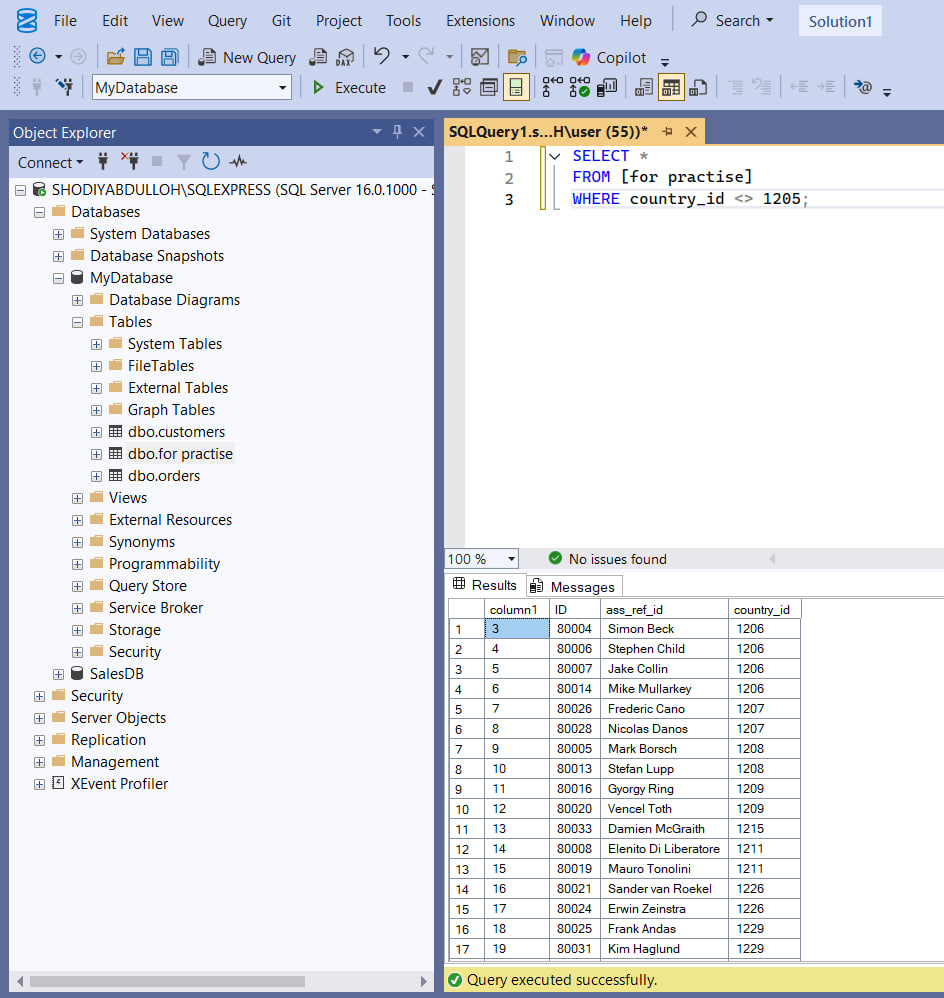 File Edit View Query Git Project Tools Extensions Window Help Search Solution1
New Query DAX Copilot
MyDatabase Execute
Object Explorer
Connect
SHODIYABDULLOH\SQLEXPRESS (SQL Server 16.0.1000 - S
Databases
System Databases
Database Snapshots
MyDatabase
Database Diagrams
Tables
System Tables
FileTables
External Tables
Graph Tables
dbo.customers
dbo.for practise
dbo.orders
Views
External Resources
Synonyms
Programmability
Query Store
Service Broker
Storage
Security
SalesDB
Security
Server Objects
Replication
Management
XEvent Profiler
SQLQuery1.s...H\user (55))*
1 SELECT *
2 FROM [for practise]
3 WHERE country_id <> 1205;
100 % No issues found
Results Messages
column1 ID ass_ref_id country_id
1 3 80004 Simon Beck 1206
2 4 80006 Stephen Child 1206
3 5 80007 Jake Collin 1206
4 6 80014 Mike Mullarkey 1206
5 7 80026 Frederic Cano 1207
6 8 80028 Nicolas Danos 1207
7 9 80005 Mark Borsch 1208
8 10 80013 Stefan Lupp 1208
9 11 80016 Gyorgy Ring 1209
10 12 80020 Vencel Toth 1209
11 13 80033 Damien McGraith 1215
12 14 80008 Elenito Di Liberatore 1211
13 15 80019 Mauro Tonolini 1211
14 16 80021 Sander van Roekel 1226
15 17 80024 Erwin Zeinstra 1226
16 18 80025 Frank Andas 1229
17 19 80031 Kim Haglund 1229
Query executed successfully.